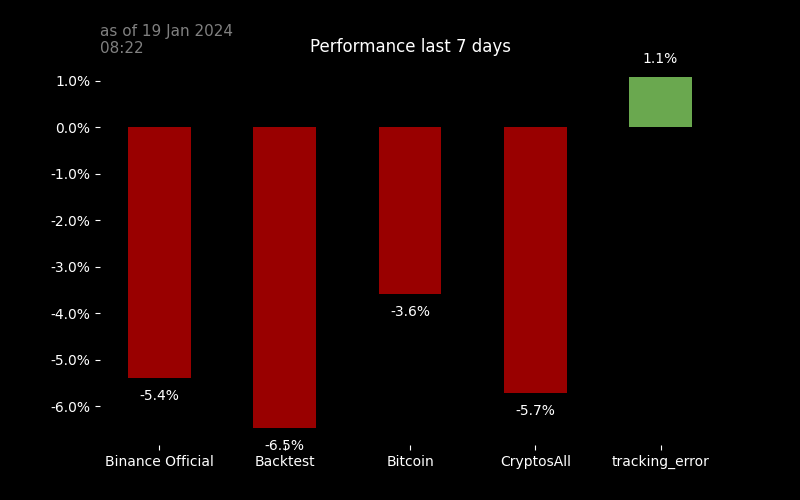 as of 19 Jan 2024
08:22
Performance last 7 days
1.1%
1.0%
0.0%
-1.0%
-2.0%
-3.0%
-4.0%
-5.0%
-6.0%
-5.4%
-6.5%
-3.6%
-5.7%
Binance Official
Backtest
Bitcoin
CryptosAll
tracking_error